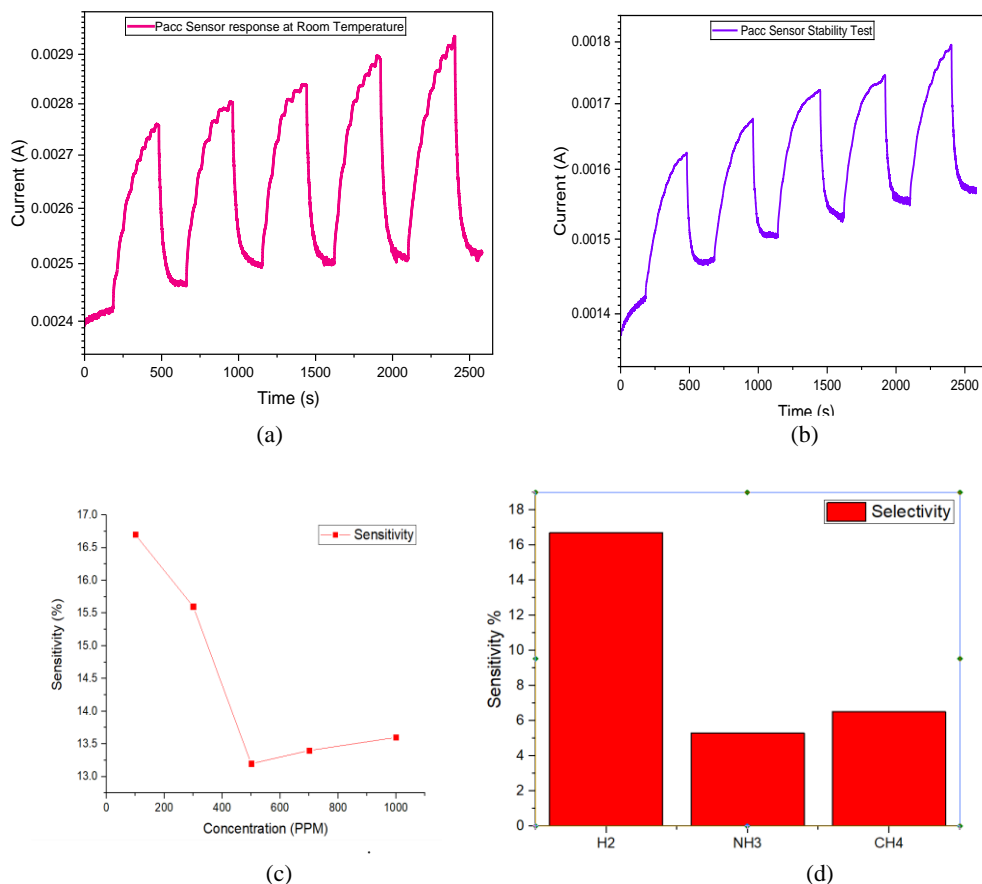 Pacc Sensor response at Room Temperature
0.0029
0.0028
0.0027
0.0026
0.0025
0.0024
Current (A)
0 500 1000 1500 2000 2500
Time (s)
(a)
Pacc Sensor Stability Test
0.0018
0.0017
0.0016
0.0015
0.0014
Current (A)
0 500 1000 1500 2000 2500
Time (s)
(b)
Sensitivity
17.0
16.5
16.0
15.5
15.0
14.5
14.0
13.5
13.0
Sensitivity (%)
0 200 400 600 800 1000
Concentration (PPM)
(c)
Selectivity
18
16
14
12
10
8
6
4
2
0
Sensitivity %
H2 NH3 CH4
(d)